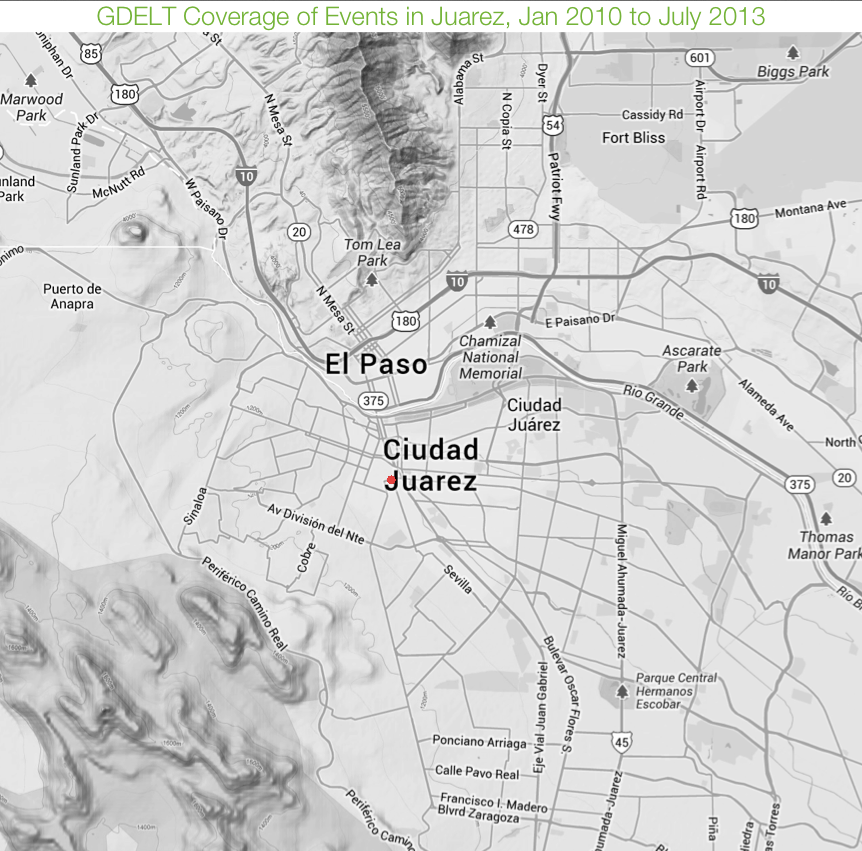 GDELT Coverage of Events in Juarez, Jan 2010 to July 2013
85
601
Biggs Park
Alabama St
Dyer St
180
Marwood
Park
N Mesa St
N Copia St
Cassidy Rd
Airport Dr
54
Fort Bliss
Sunland Park Dr
McNutt Rd
10
Airport Rd
Patriot Fwy
W Paisano Dr
Park
180
Montana Ave
20
478
Tom Lea
Park
10
10
Puerto de
Anapra
N Mesa St
180
E Paisano Dr
Chamizal
National
Memorial
Ascarate
Park
El Paso
375
Rio Grande
Alameda Ave
Ciudad
Juárez
North
Ciudad
Juarez
375
20
Sinaloa
Av División del Nte
Thomas
Manor Park
Cobre
Miguel Ahumada-Juarez
Sevilla
Periférico Camino Real
Bulevar Oscar Flores S.
Eje Vial Juan Gabriel
Parque Central
Hermanos
Escobar
Ponciano Arriaga
45
Calle Pavo Real
Francisco I. Madero
Blvrd Zaragoza
Periférico Camino
Piña